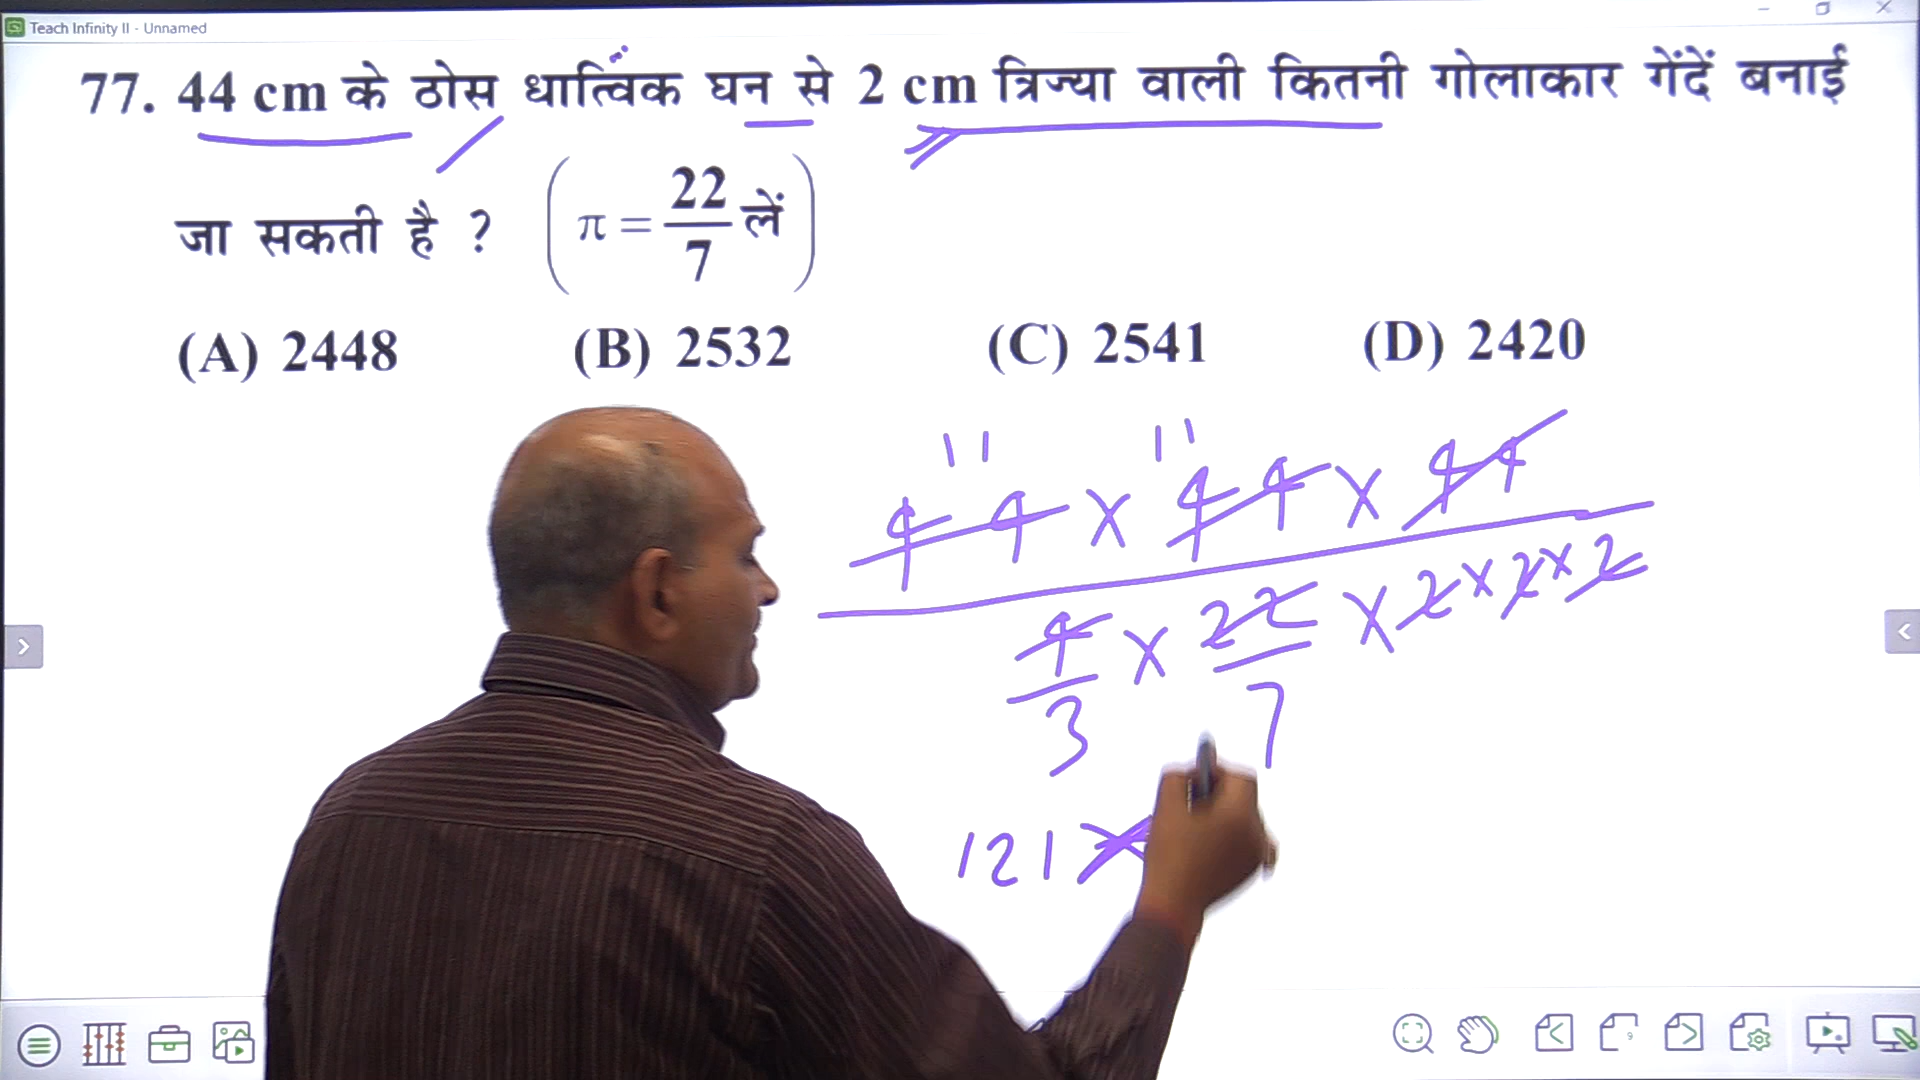 Teach Infinity II - Unnamed
77. 44 cm के ठोस धात्विक घन से 2 cm त्रिज्या वाली कितनी गोलाकार गेंदें बनाई
जा सकती है ? (π = 22/7 लें)
(A) 2448 (B) 2532 (C) 2541 (D) 2420
11 11
44 × 44 × 44
4/3 × 22/7 × 2 × 2 × 2
121 ×